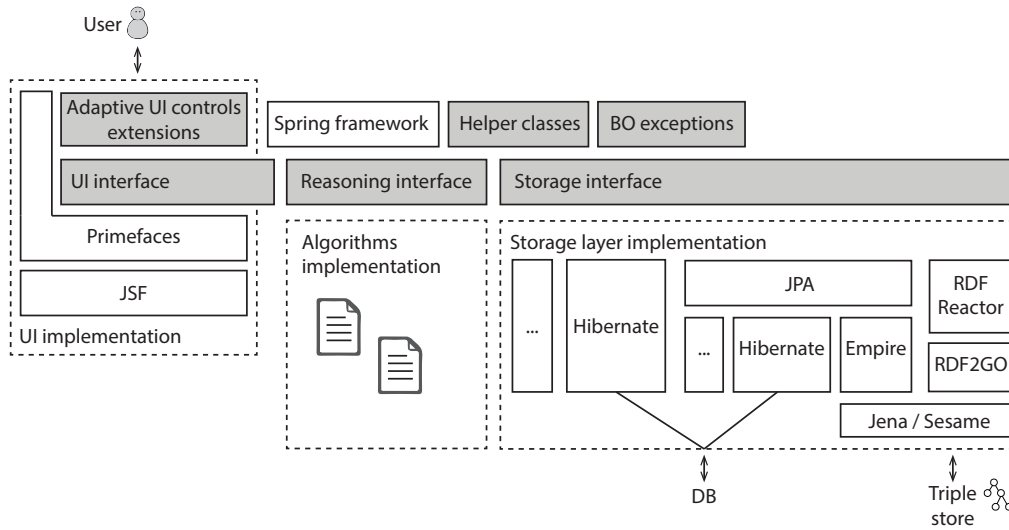 User
Adaptive UI controls
extensions
Spring framework
Helper classes
BO exceptions
UI interface
Reasoning interface
Storage interface
Primefaces
JSF
UI implementation
Algorithms
implementation
Storage layer implementation
...
Hibernate
JPA
...
Hibernate
Empire
RDF
Reactor
RDF2GO
Jena / Sesame
DB
Triple
store